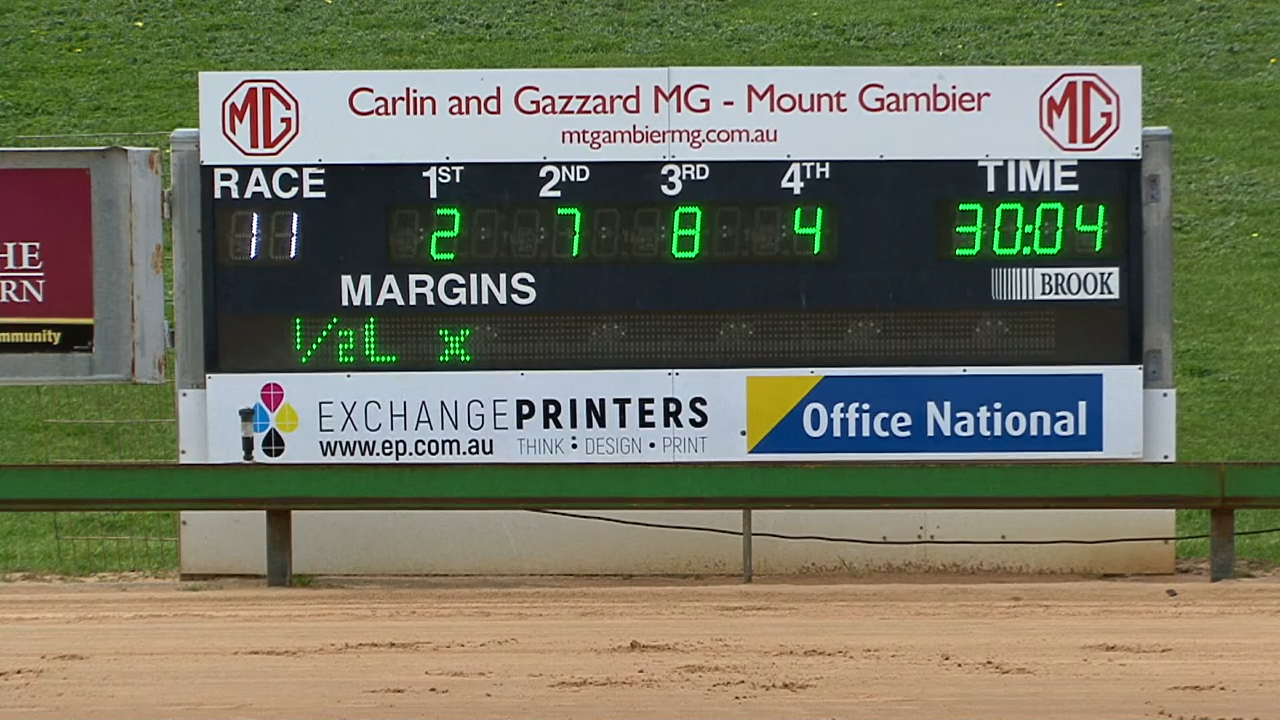 MG Carlin and Gazzard MG - Mount Gambier MG
mtgambiermg.com.au
RACE 1ST 2ND 3RD 4TH TIME
11 2 7 8 4 30:04
MARGINS BROOK
1/2L x
HE
RN
mmunity
EXCHANGEPRINTERS
www.ep.com.au THINK : DESIGN • PRINT
Office National